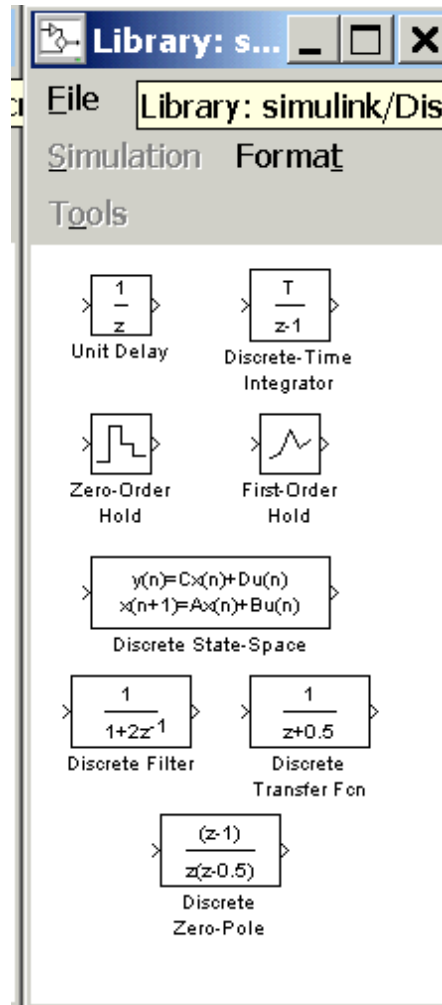 Library: s...
File
Library: simulink/Dis
Simulation Format
Tools
1
z
Unit Delay
T
z-1
Discrete-Time
Integrator
Zero-Order
Hold
First-Order
Hold
y(n)=Cx(n)+Du(n)
x(n+1)=Ax(n)+Bu(n)
Discrete State-Space
1
1+2z-1
Discrete Filter
1
z+0.5
Discrete
Transfer Fcn
(z-1)
z(z-0.5)
Discrete
Zero-Pole